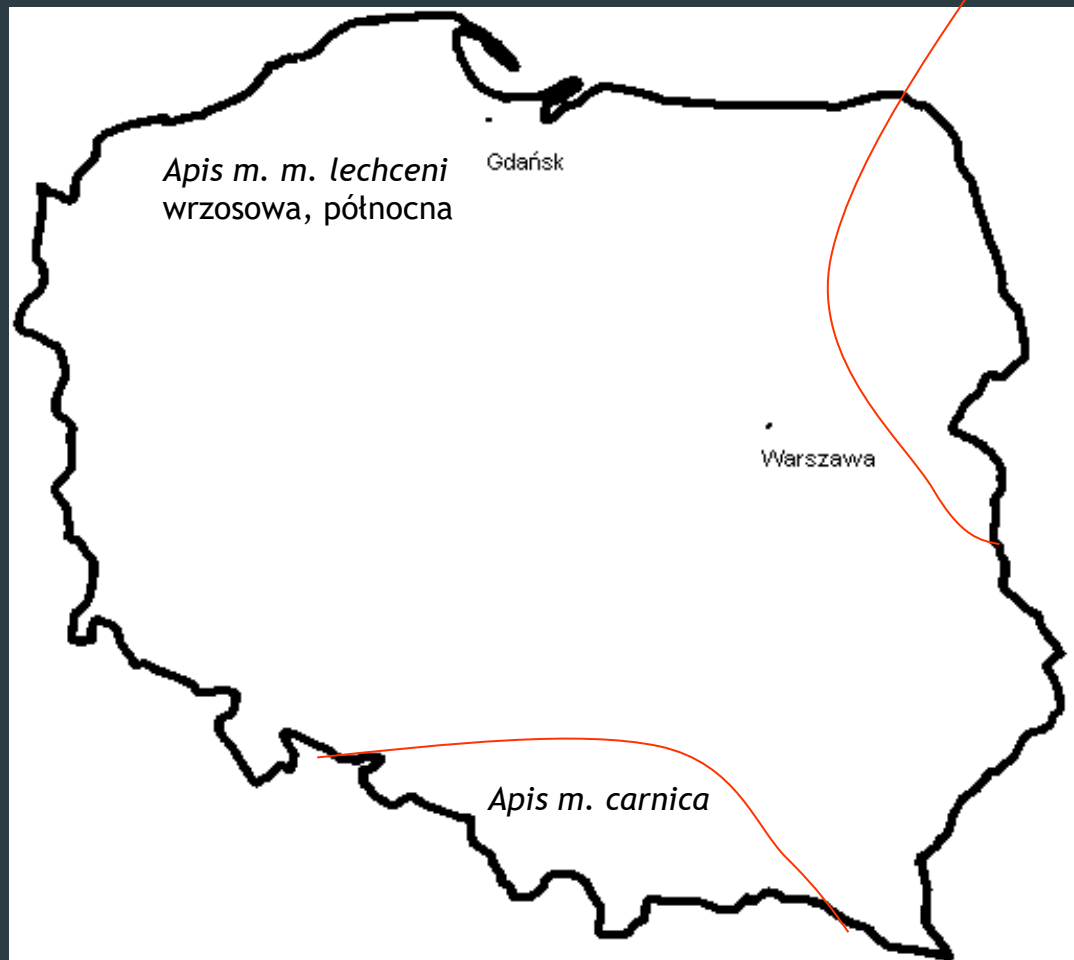 Gdańsk
Apis m. m. lechceni
wrzosowa, północna
Warszawa
Apis m. carnica